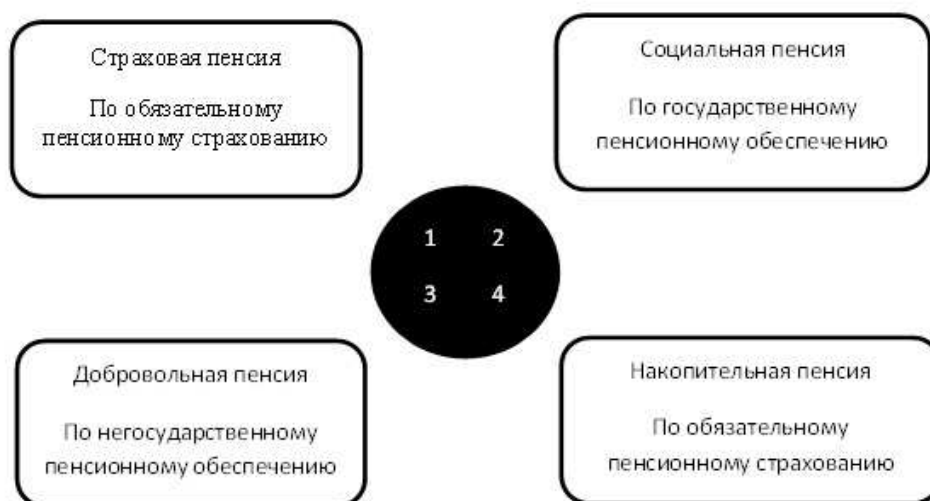 Страховая пенсия
По обязательному
пенсионному страхованию
Социальная пенсия
По государственному
пенсионному обеспечению
1 2
3 4
Добровольная пенсия
По негосударственному
пенсионному обеспечению
Накопительная пенсия
По обязательному
пенсионному страхованию